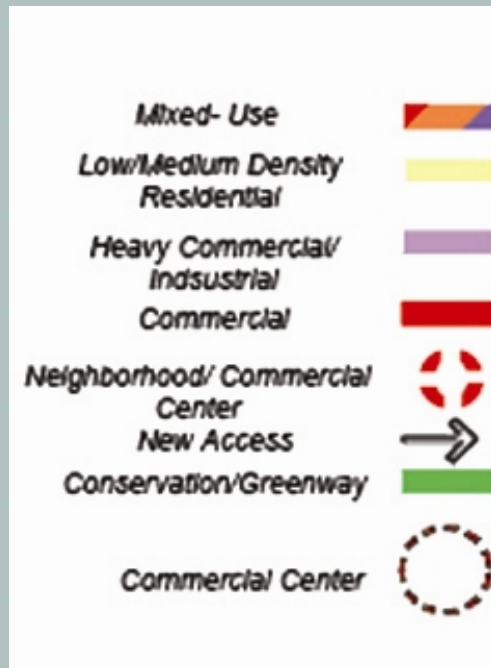 Mixed- Use
Low/Medium Density
Residential
Heavy Commercial/
Indsustrial
Commercial
Neighborhood/ Commercial
Center
New Access
Conservation/Greenway
Commercial Center